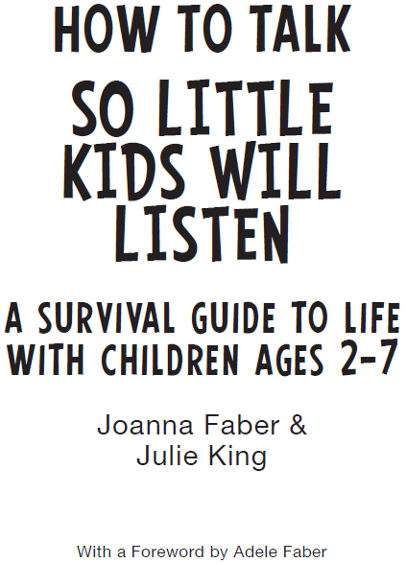 HOW TO TALK
SO LITTLE
KIDS WILL
LISTEN
A SURVIVAL GUIDE TO LIFE
WITH CHILDREN AGES 2-7
Joanna Faber &
Julie King
With a Foreword by Adele Faber